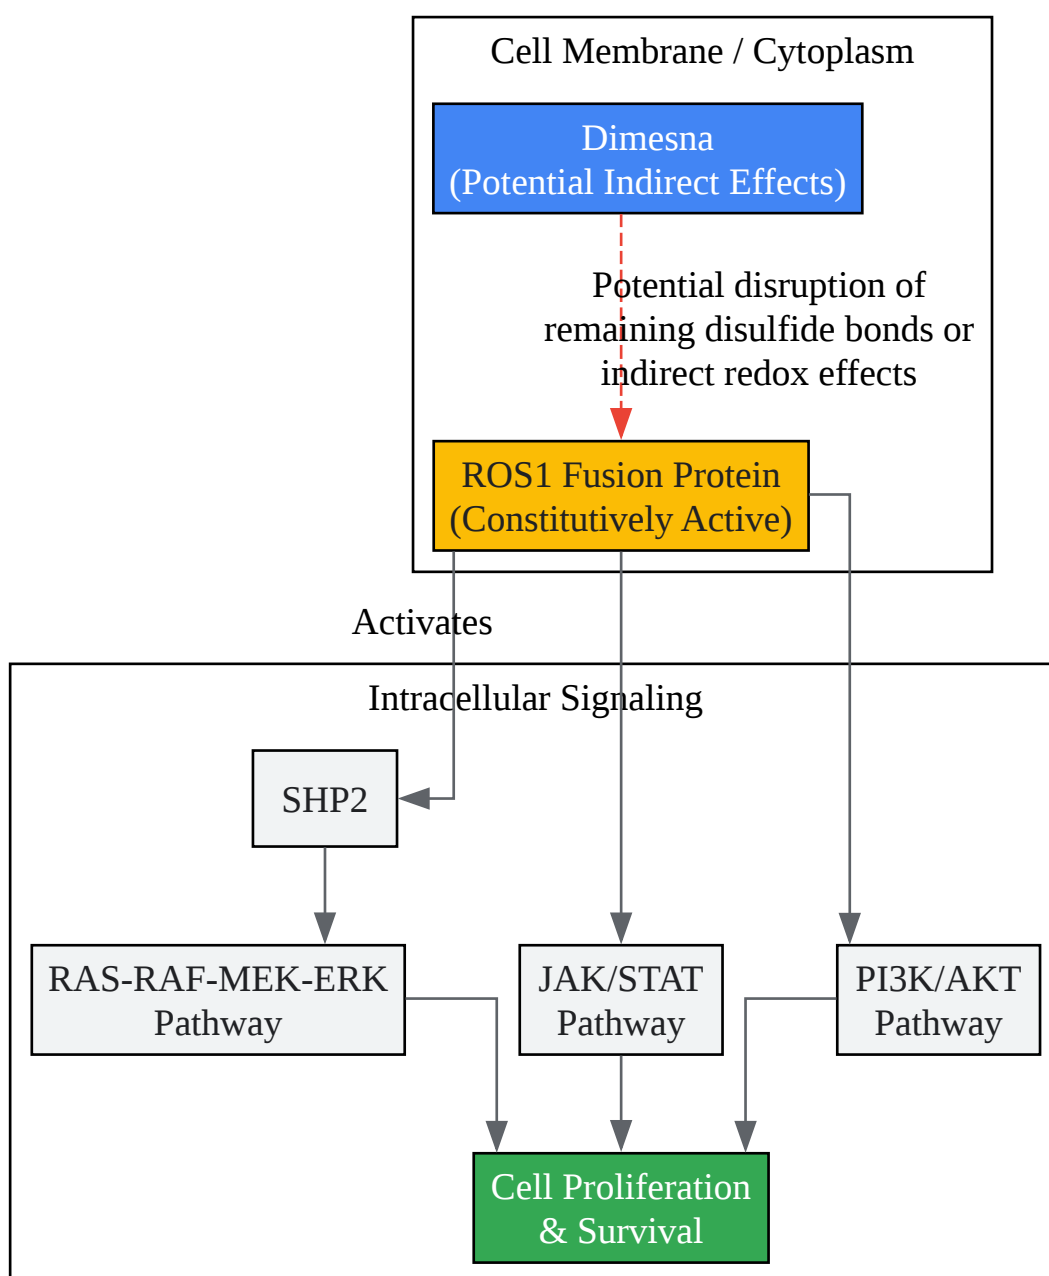 Cell Membrane / Cytoplasm
Dimesna
(Potential Indirect Effects)
Potential disruption of
remaining disulfide bonds or
indirect redox effects
ROS1 Fusion Protein
(Constitutively Active)
Activates
Intracellular Signaling
SHP2
RAS-RAF-MEK-ERK
Pathway
JAK/STAT
Pathway
PI3K/AKT
Pathway
Cell Proliferation
& Survival